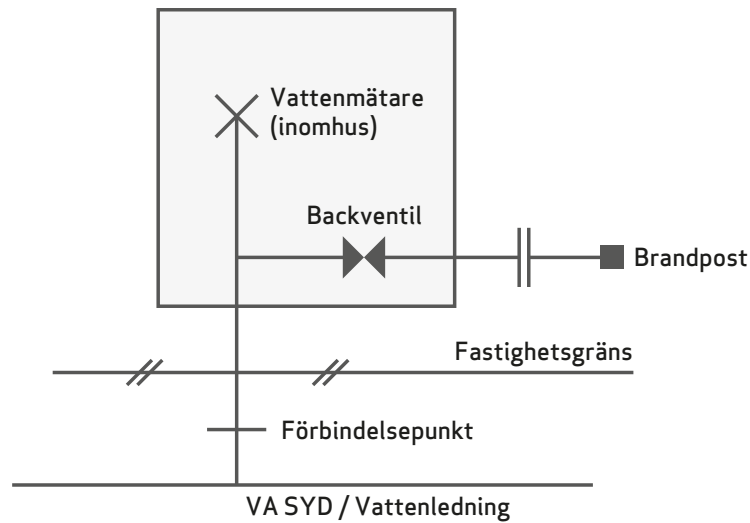 Vattenmätare
(inomhus)
Backventil
Brandpost
Fastighetsgräns
Förbindelsepunkt
VA SYD / Vattenledning